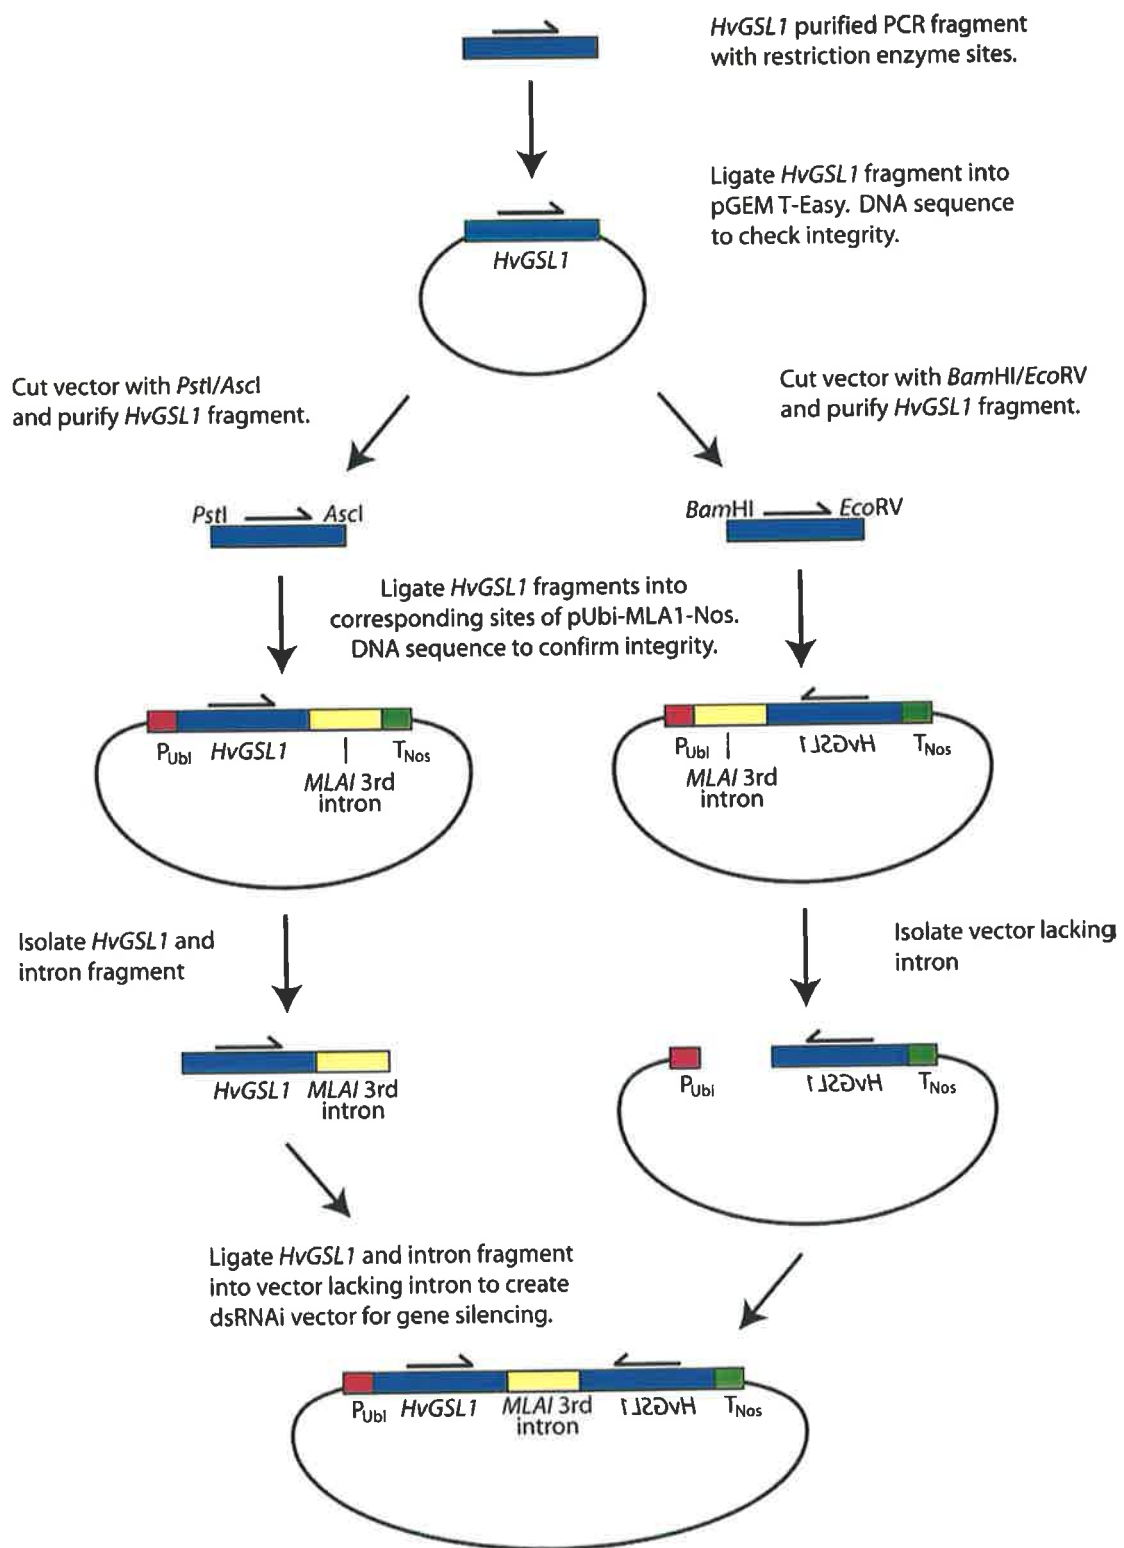 HvGSL1 purified PCR fragment
with restriction enzyme sites.
Ligate HvGSL1 fragment into
pGEM T-Easy. DNA sequence
to check integrity.
HvGSL1
Cut vector with PstI/AscI
and purify HvGSL1 fragment.
Cut vector with BamHI/EcoRV
and purify HvGSL1 fragment.
PstI AscI
BamHI EcoRV
Ligate HvGSL1 fragments into
corresponding sites of pUbi-MLA1-Nos.
DNA sequence to confirm integrity.
PUbi HvGSL1 TNos
MLAI 3rd
intron
PUbi HvGSL1 TNos
MLAI 3rd
intron
Isolate HvGSL1 and
intron fragment
Isolate vector lacking
intron
HvGSL1 MLAI 3rd
intron
PUbi HvGSL1 TNos
Ligate HvGSL1 and intron fragment
into vector lacking intron to create
dsRNAi vector for gene silencing.
PUbi HvGSL1 MLAI 3rd HvGSL1 TNos
intron